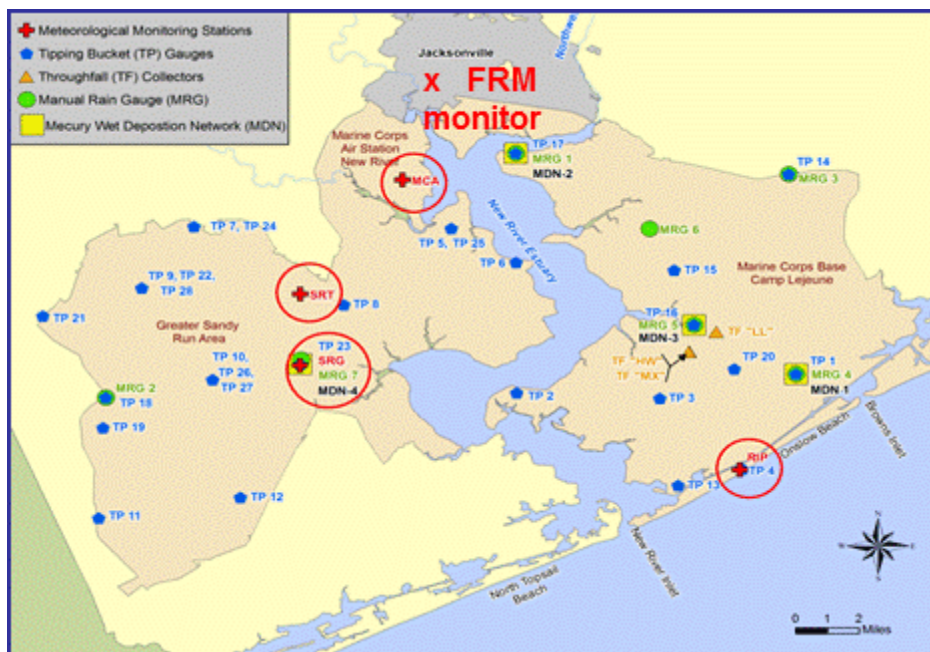 Meteorological Monitoring Stations
Tipping Bucket (TP) Gauges
Throughfall (TF) Collectors
Manual Rain Gauge (MRG)
Mecury Wet Depostion Network (MDN)
Jacksonville
Northwe
x FRM
monitor
Marine Corps
Air Station
New River
MCA
TP 17
MRG 1
MDN-2
TP 14
MRG 3
New River Estuary
TP 7, TP 24
TP 5, TP 25
MRG 6
TP 6
TP 15
Marine Corps Base
Camp Lejeune
TP 9, TP 22,
TP 28
SRT
TP 8
TP 21
Greater Sandy
Run Area
TP 16
MRG 5
MDN-3
TF "LL"
TP 23
SRG
MRG 7
MDN-4
TP 10,
TP 26,
TP 27
TF "HW"
TF "MX"
TP 20
TP 1
MRG 4
MDN-1
MRG 2
TP 18
TP 2
TP 3
TP 19
Onslow Beach
Browns Inlet
RIP
TP 4
TP 13
TP 12
TP 11
New River Inlet
North Topsail
Beach
N
W
E
S
0 1 2
Miles